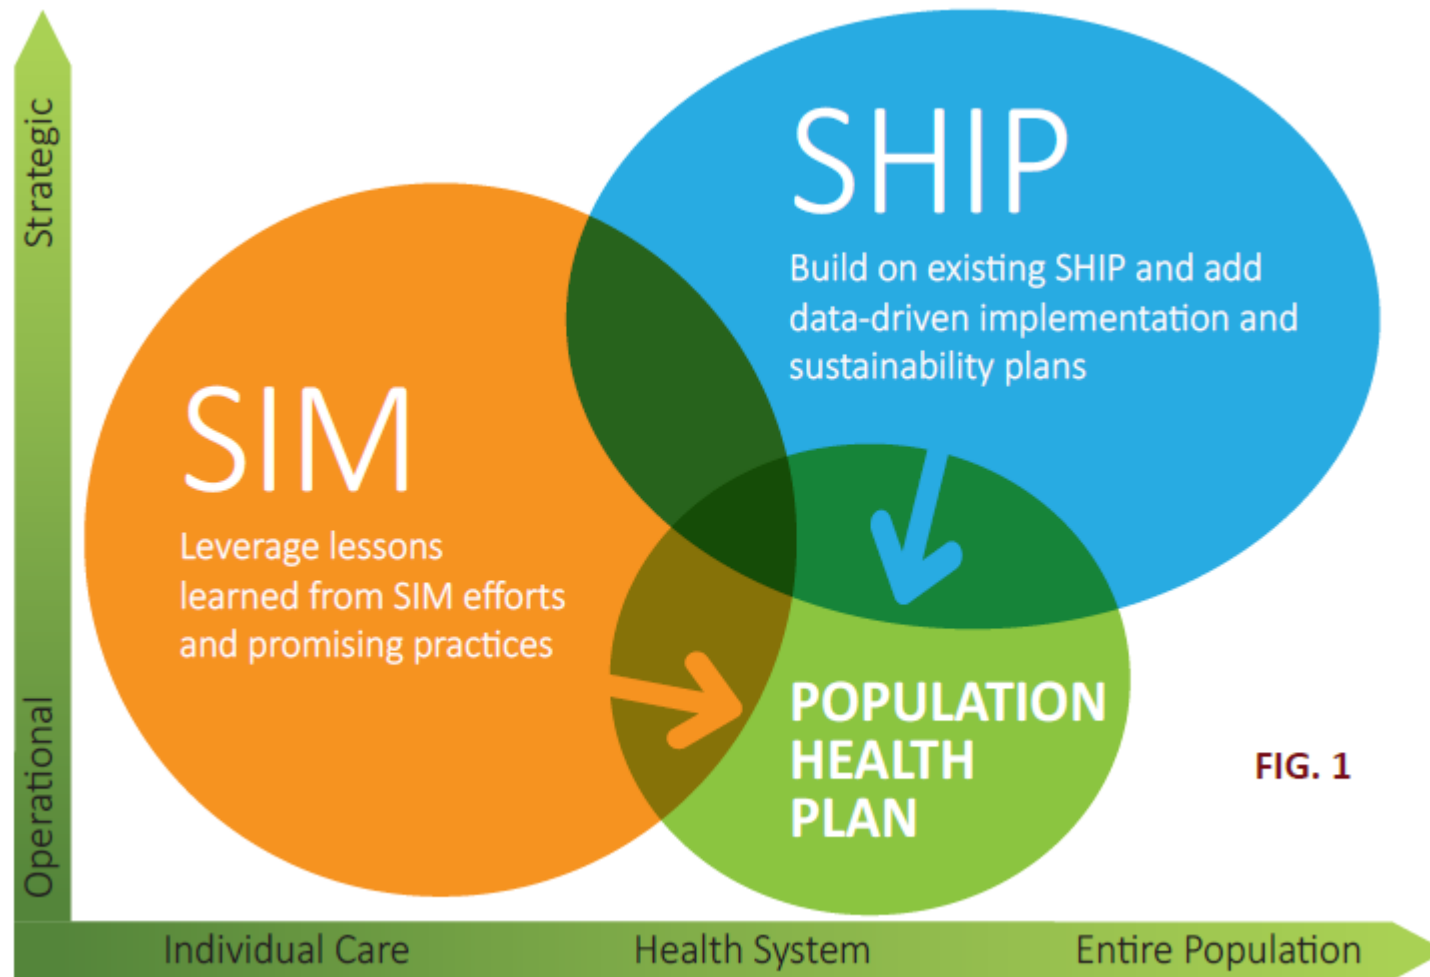 Strategic
Operational
SHIP
Build on existing SHIP and add
data-driven implementation and
sustainability plans
SIM
Leverage lessons
learned from SIM efforts
and promising practices
POPULATION
HEALTH
PLAN
FIG. 1
Individual Care
Health System
Entire Population